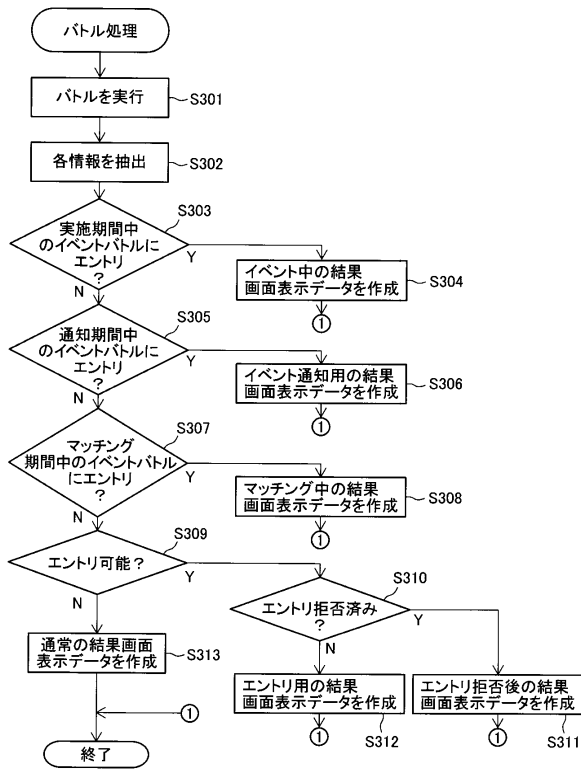 バトル処理
バトルを実行
S301
各情報を抽出
S302
S303
実施期間中
のイベントバトルに
エントリ
?
Y
N
イベント中の結果
画面表示データを作成
S304
①
S305
通知期間中
のイベントバトルに
エントリ
?
Y
N
イベント通知用の結果
画面表示データを作成
S306
①
S307
マッチング
期間中のイベントバトル
にエントリ
?
Y
N
マッチング中の結果
画面表示データを作成
S308
①
S309
エントリ可能?
Y
N
S310
エントリ拒否済み
?
Y
N
通常の結果画面
表示データを作成
S313
エントリ用の結果
画面表示データを作成
S312
①
エントリ拒否後の結果
画面表示データを作成
S311
①
①
終了